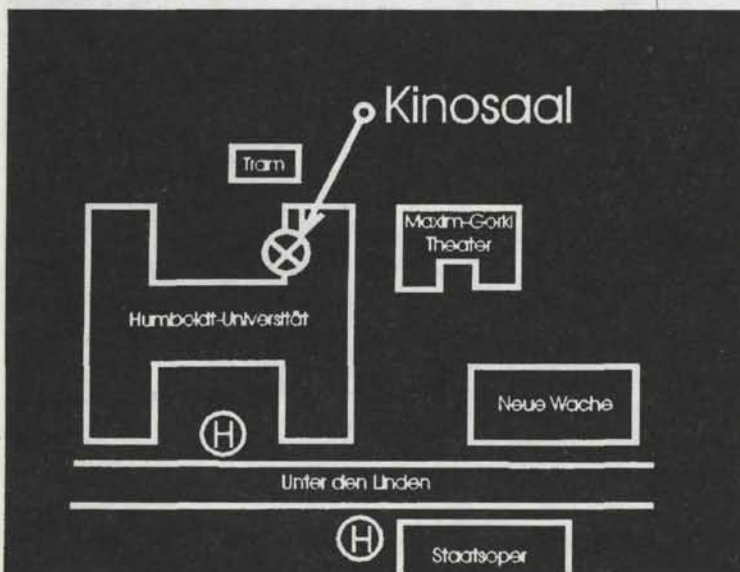 Kinosaal
Tram
Maxim-Gorki
Theater
Humboldt-Universität
Neue Wache
H
Unter den Linden
H
Staatsoper